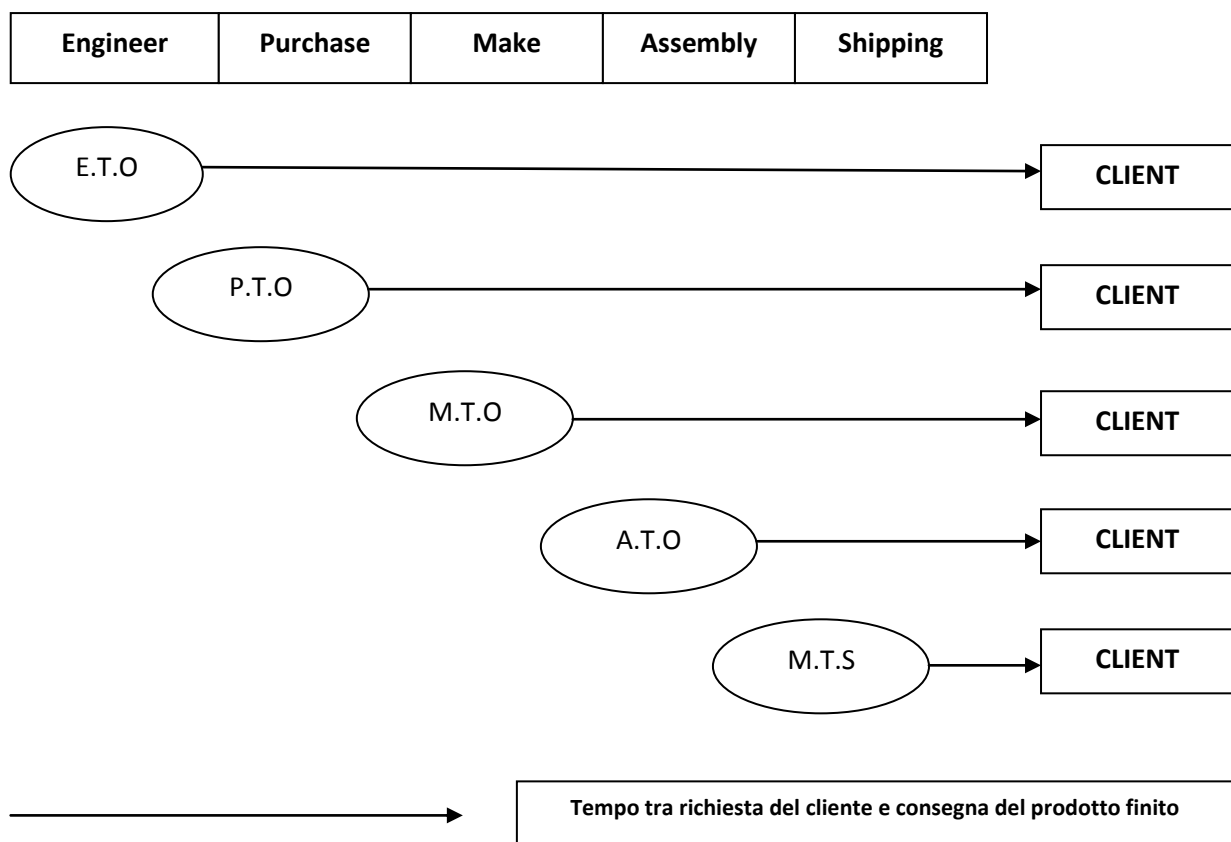 Engineer Purchase Make Assembly Shipping
E.T.O CLIENT
P.T.O CLIENT
M.T.O CLIENT
A.T.O CLIENT
M.T.S CLIENT
Tempo tra richiesta del cliente e consegna del prodotto finito